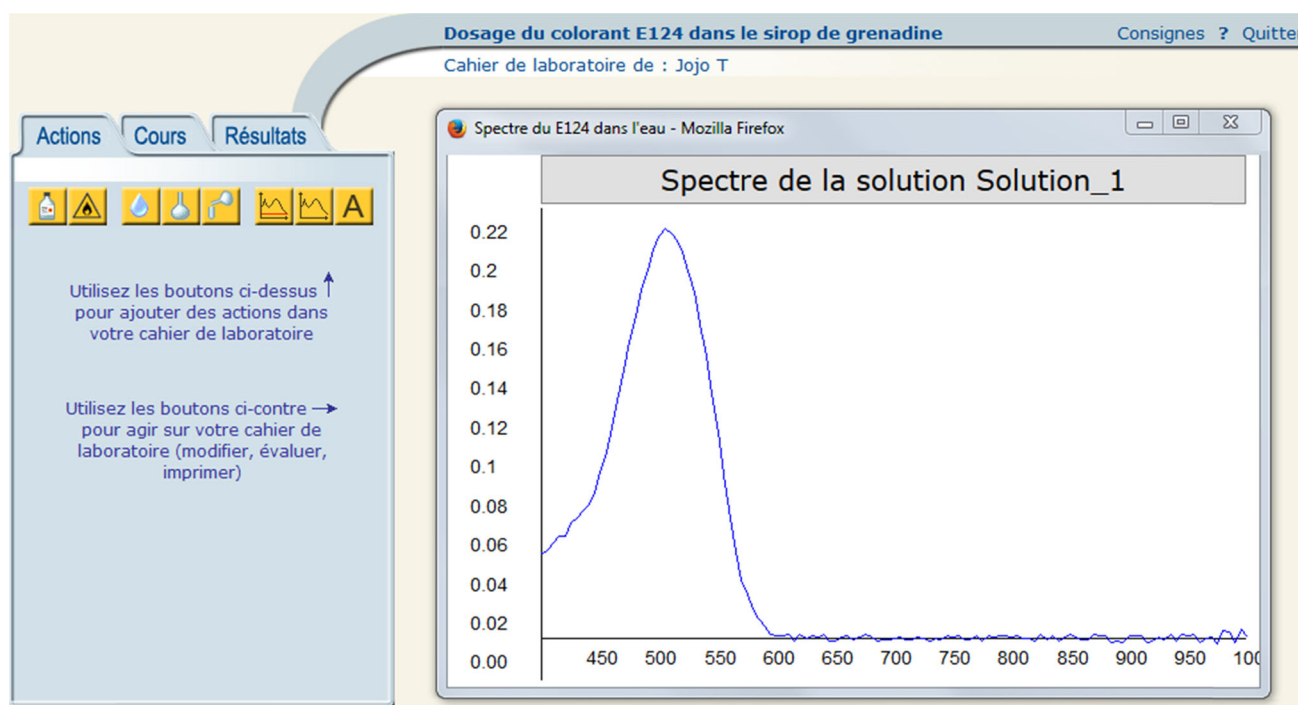 Dosage du colorant E124 dans le sirop de grenadine
Consignes ? Quitter
Cahier de laboratoire de : Jojo T
Actions
Cours
Résultats
A
Utilisez les boutons ci-dessus ↑
pour ajouter des actions dans
votre cahier de laboratoire
Utilisez les boutons ci-contre →
pour agir sur votre cahier de
laboratoire (modifier, évaluer,
imprimer)
Spectre du E124 dans l'eau - Mozilla Firefox
Spectre de la solution Solution_1
0.22
0.2
0.18
0.16
0.14
0.12
0.1
0.08
0.06
0.04
0.02
0.00
450 500 550 600 650 700 750 800 850 900 950 100